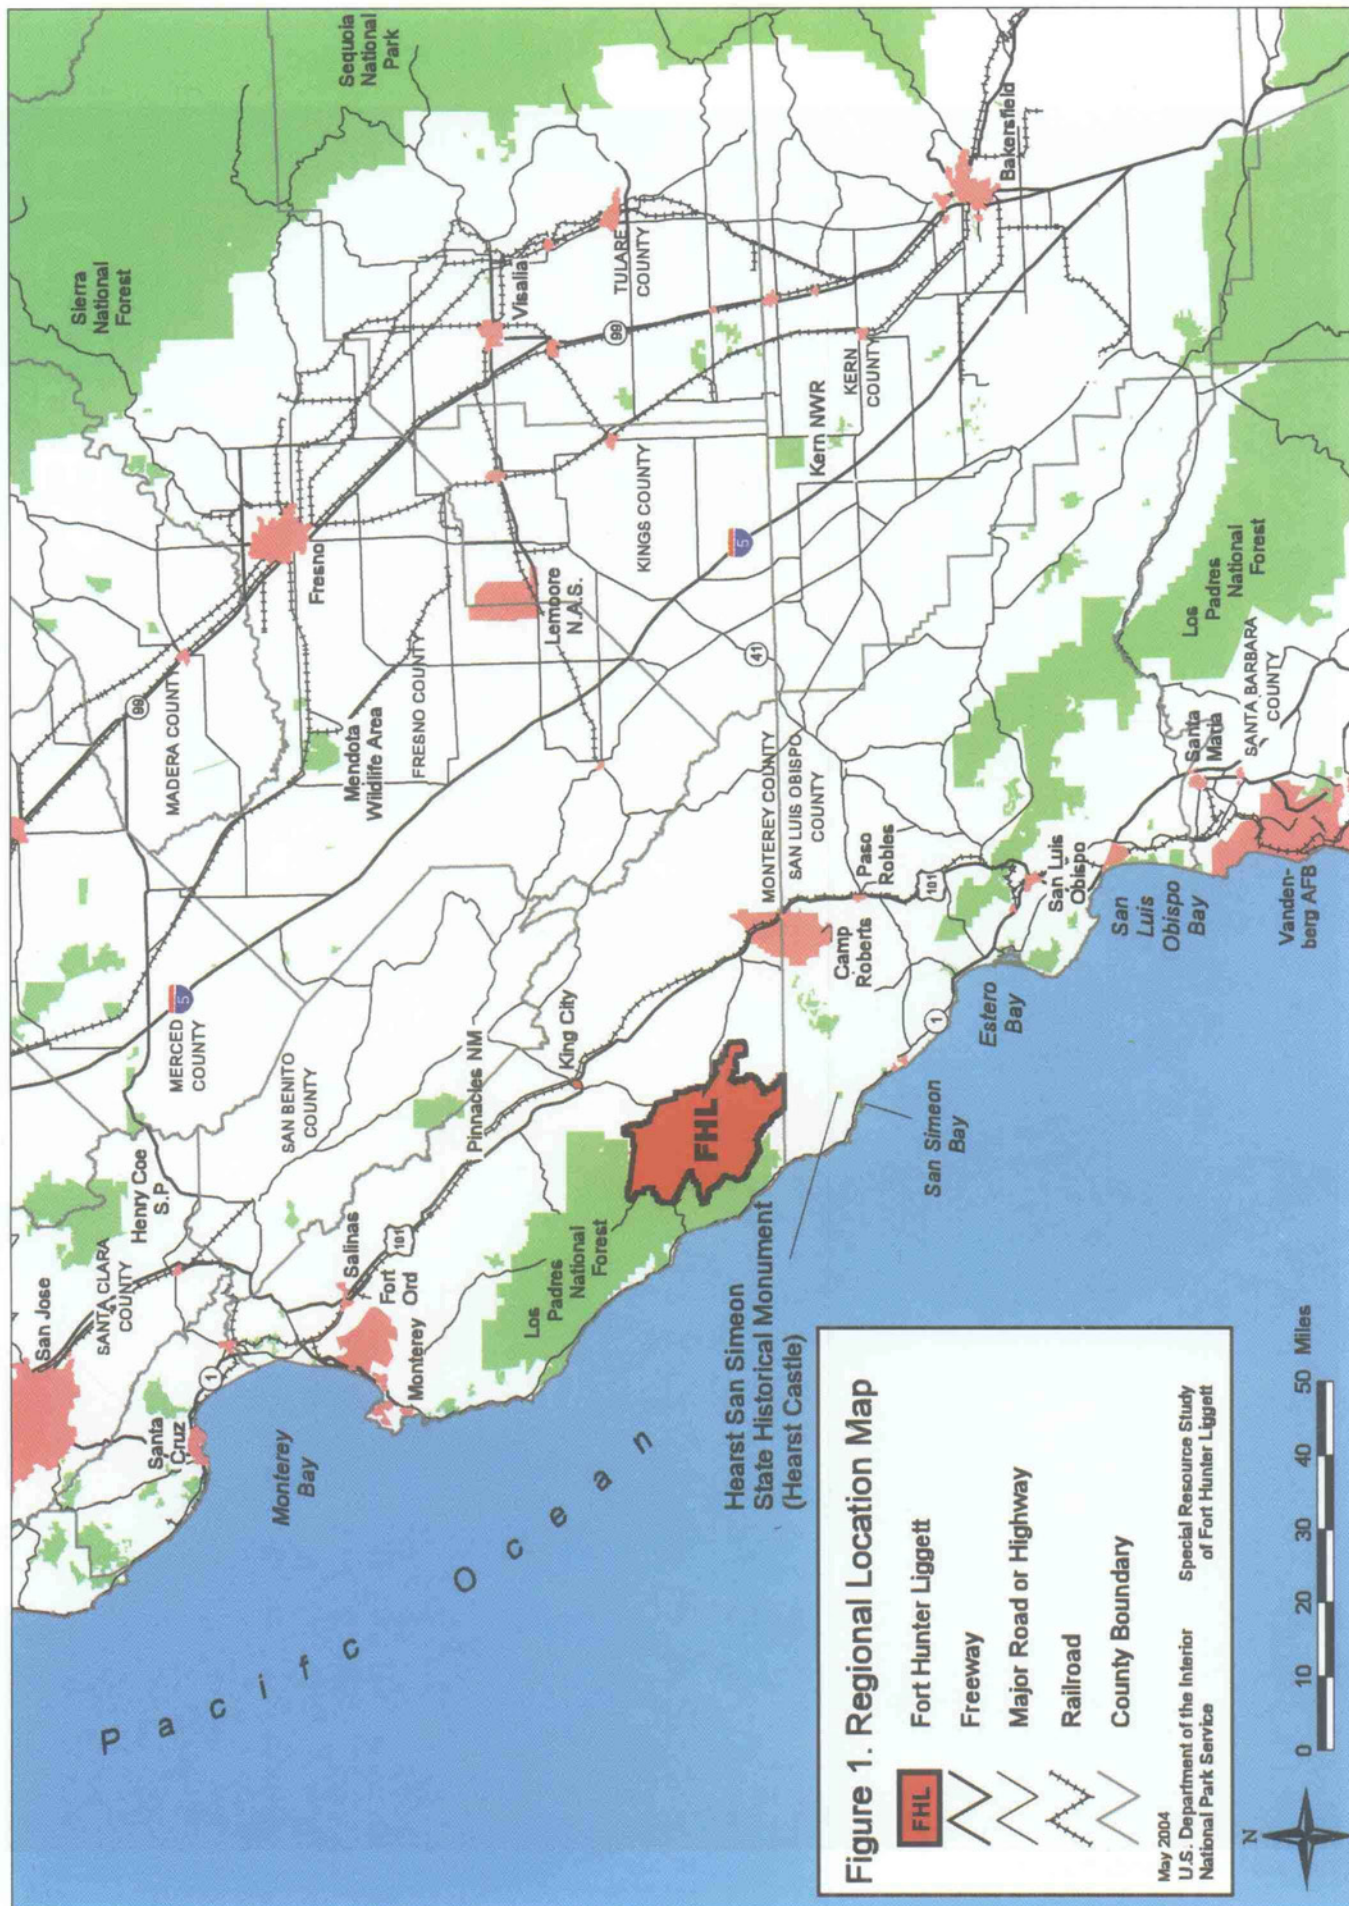 Sierra
National
Forest
Sequoia
National
Park
San Jose
SANTA CLARA
COUNTY
Henry Coe
S.P.
MERCED
COUNTY
5
99
MADERA COUNTY
Fresno
Mendota
Wildlife Area
FRESNO COUNTY
Santa
Cruz
1
Monterey
Bay
SAN BENITO
COUNTY
Salinas
101
Fort
Ord
Monterey
Pinnacles NM
King City
Los
Padres
National
Forest
FHL
Lemoore
N.A.S.
Visalia
TULARE
COUNTY
99
KINGS COUNTY
5
41
Kern NWR
KERN
COUNTY
Bakersfield
MONTEREY COUNTY
SAN LUIS OBISPO
COUNTY
Camp
Roberts
Paso
Robles
101
1
Estero
Bay
San Simeon
Bay
San Luis
Obispo
San
Luis
Obispo
Bay
Los
Padres
National
Forest
Santa
Maria
SANTA BARBARA
COUNTY
Vanden-
berg AFB
Pacifc Ocean
Hearst San Simeon
State Historical Monument
(Hearst Castle)
Figure 1. Regional Location Map
FHL
Fort Hunter Liggett
Freeway
Major Road or Highway
Railroad
County Boundary
May 2004
U.S. Department of the Interior
National Park Service
Special Resource Study
of Fort Hunter Liggett
N
0 10 20 30 40 50 Miles